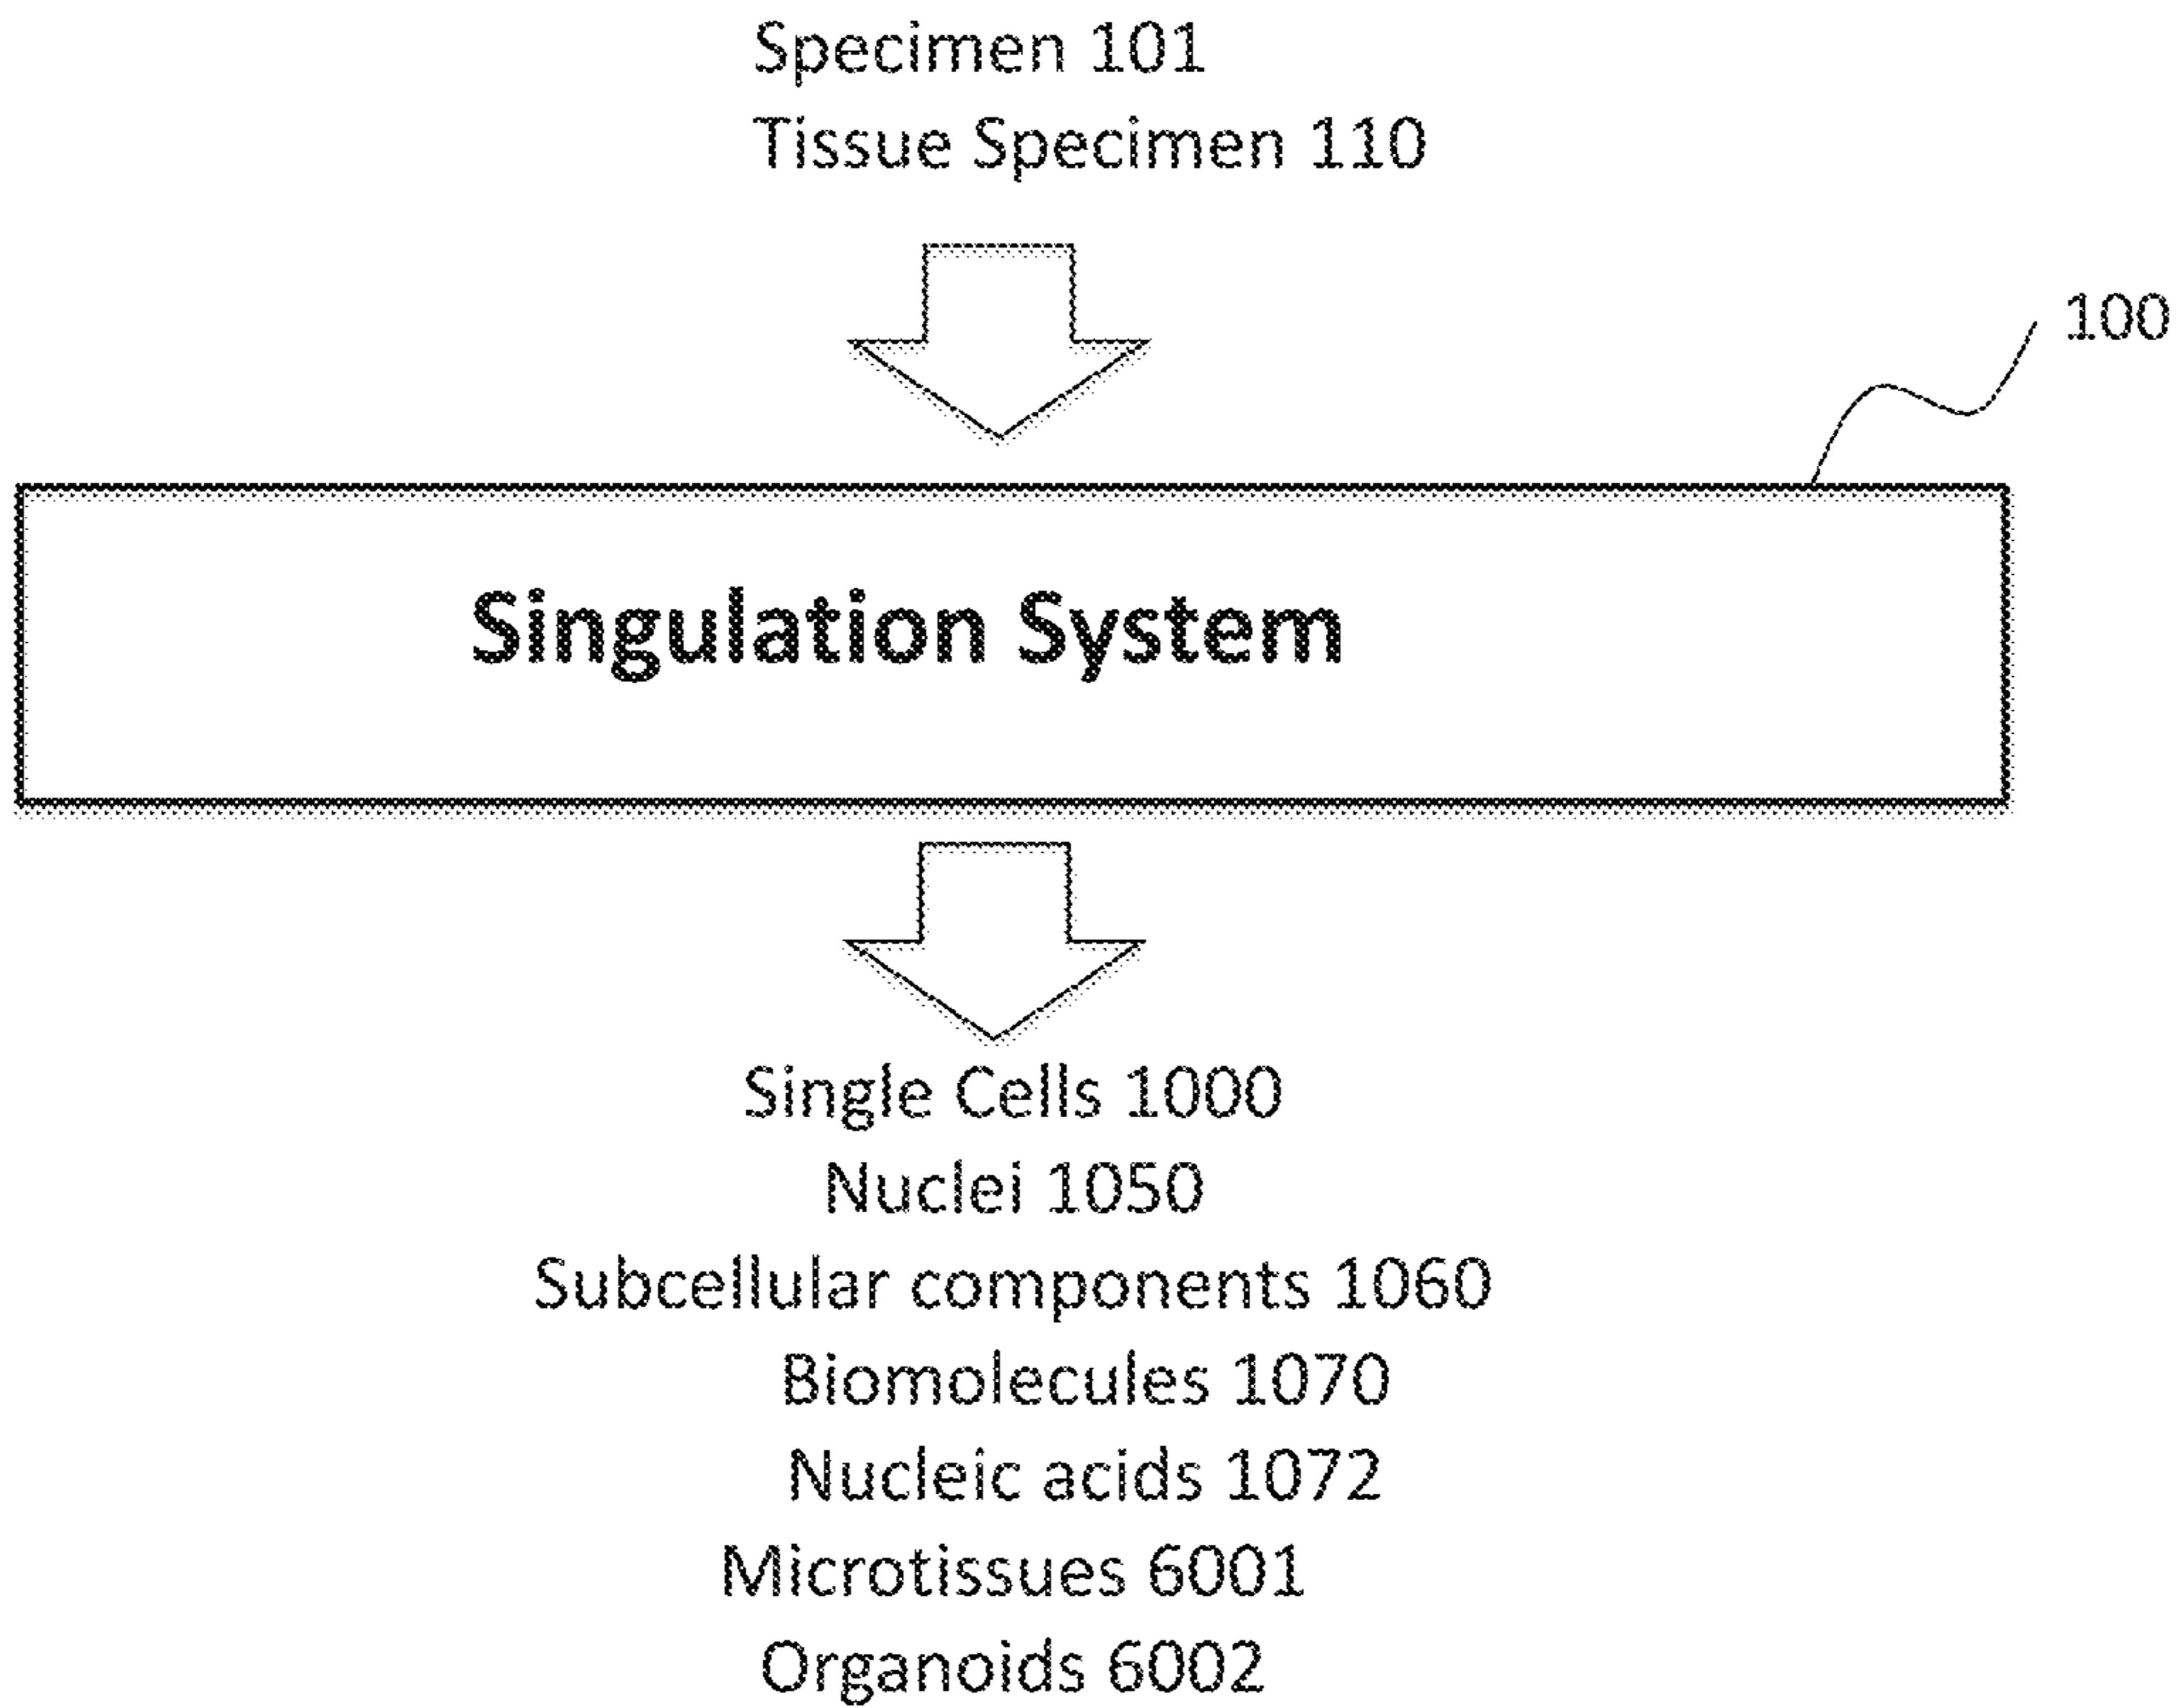 Specimen 101
Tissue Specimen 110
100
Singulation System
Single Cells 1000
Nuclei 1050
Subcellular components 1060
Biomolecules 1070
Nucleic acids 1072
Microtissues 6001
Organoids 6002